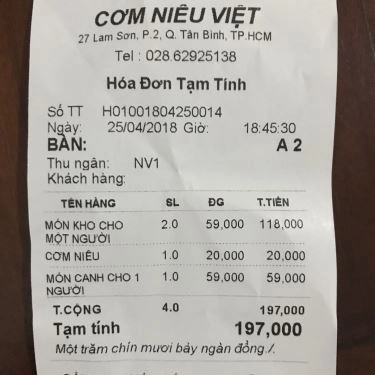 CƠM NIÊU VIỆT
27 Lam Sơn, P.2, Q. Tân Bình, TP.HCM
Tel : 028.62925138
Hóa Đơn Tạm Tính
Số TT H01001804250014
Ngày: 25/04/2018 Giờ: 18:45:30
BÀN: A 2
Thu ngân: NV1
Khách hàng:
TÊN HÀNG SL ĐG T.TIỀN
MÓN KHO CHO 2.0 59,000 118,000
MỘT NGƯỜI
CƠM NIÊU 1.0 20,000 20,000
MÓN CANH CHO 1 1.0 59,000 59,000
NGƯỜI
T.CỘNG 4.0 197,000
Tạm tính 197,000
Một trăm chín mươi bảy ngàn đồng./.